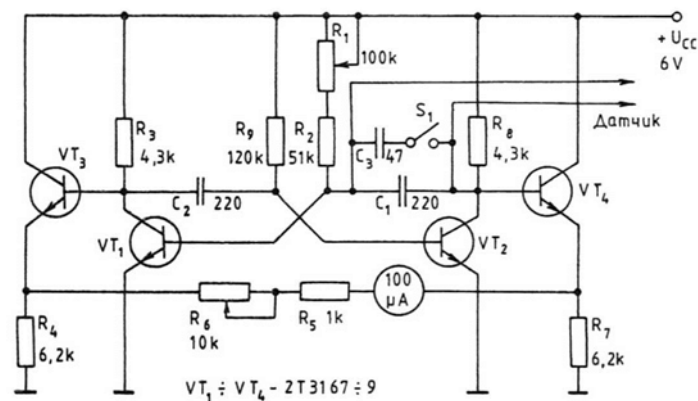 R₁
100k
+ U_CC
6V
S₁
Датчик
R₃
4,3k
R₉
120k
R₂
51k
C₃
47
R₈
4,3k
VT₃
C₂
220
C₁
220
VT₄
VT₁
VT₂
100
µA
R₄
6,2k
R₆
10k
R₅ 1k
R₇
6,2k
VT₁ ÷ VT₄ - 2T3167 ÷ 9